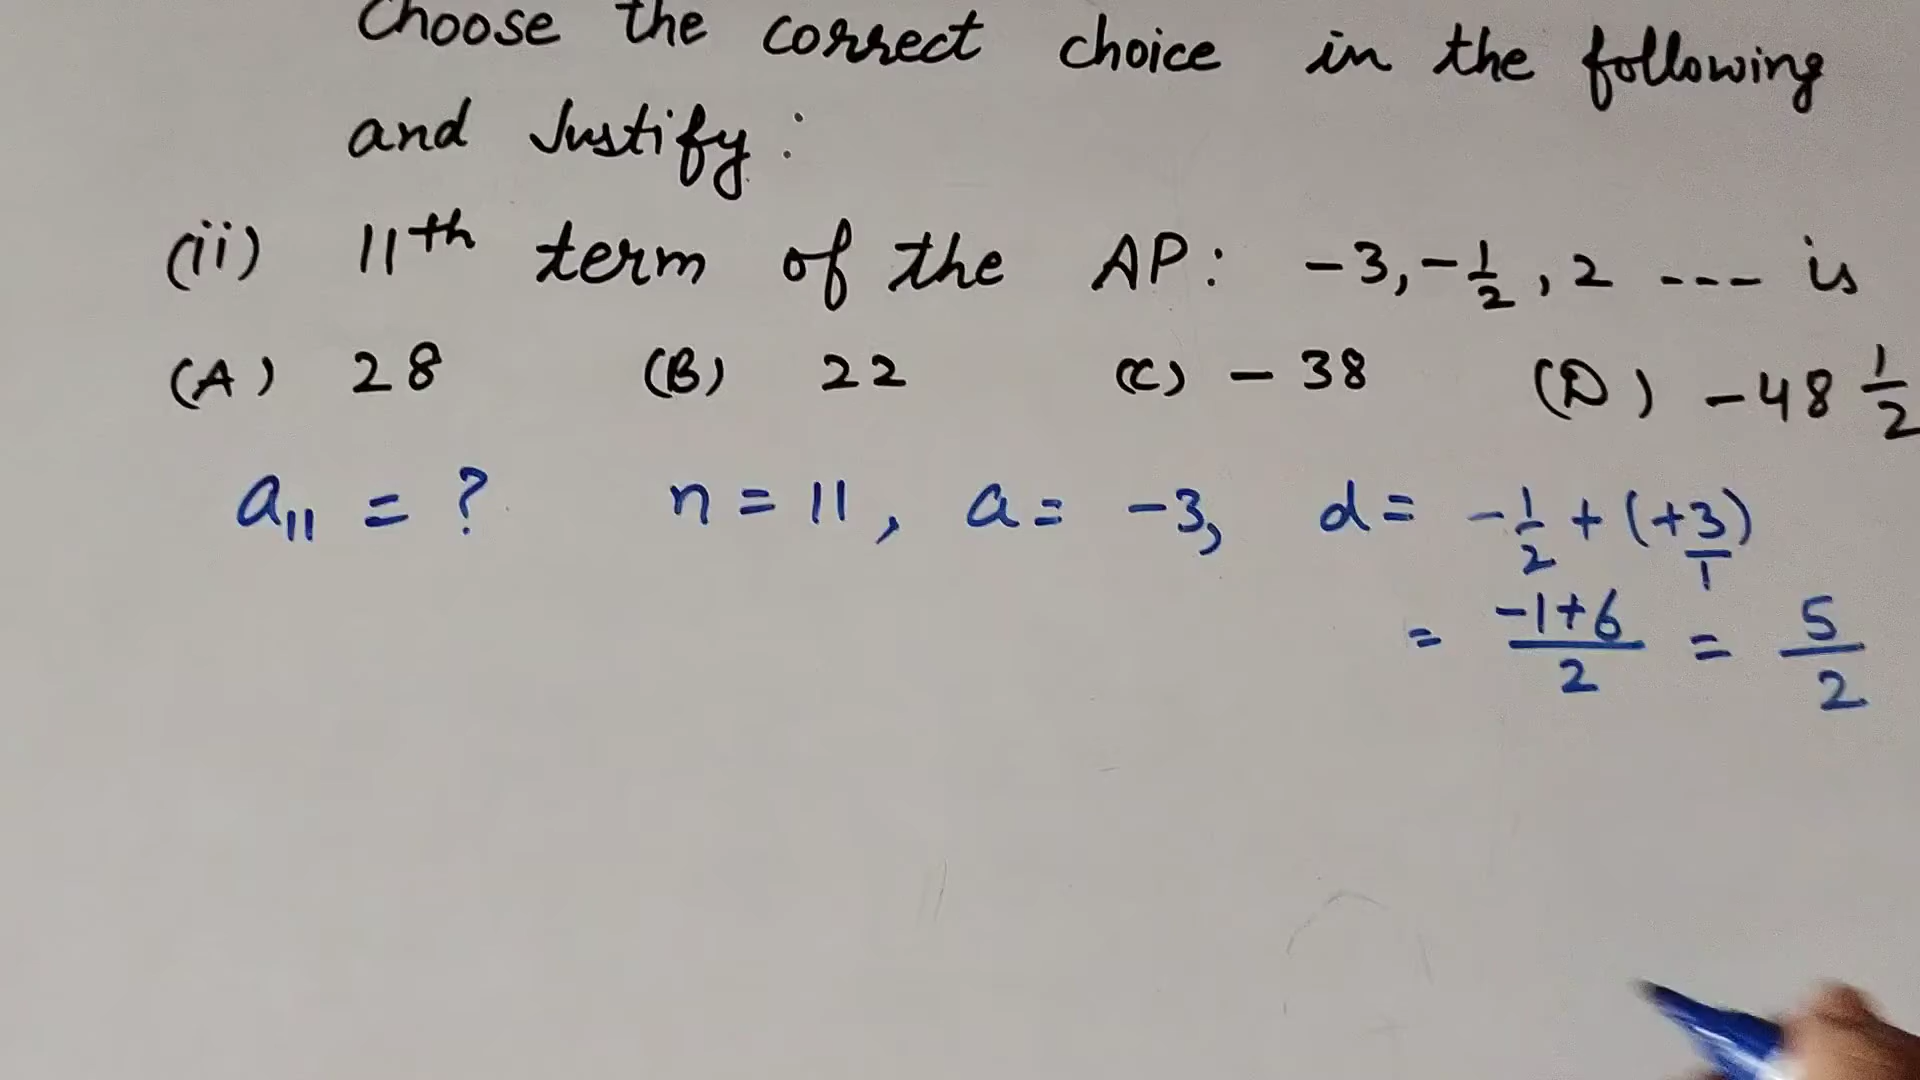 Choose the correct choice in the following
and Justify:
(ii) 11th term of the AP: -3, -1/2, 2 --- is
(A) 28 (B) 22 (C) - 38 (D) -48 1/2
a₁₁ = ? n = 11, a = -3, d = -1/2 + (+3/1)
= -1+6/2 = 5/2